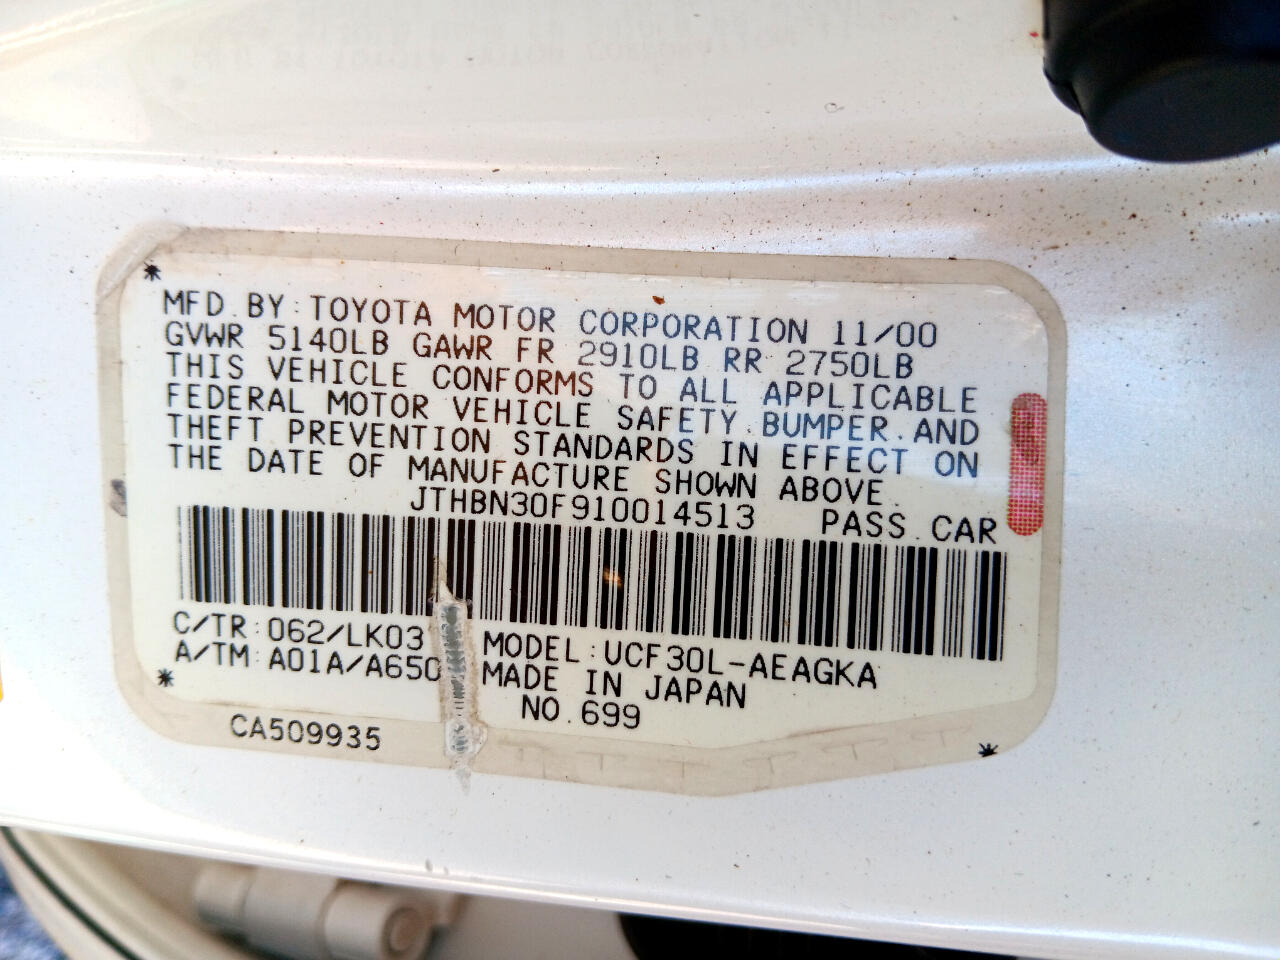 MFD. BY: TOYOTA MOTOR CORPORATION 11/00
GVWR 5140LB GAWR FR 2910LB RR 2750LB
THIS VEHICLE CONFORMS TO ALL APPLICABLE
FEDERAL MOTOR VEHICLE SAFETY, BUMPER, AND
THEFT PREVENTION STANDARDS IN EFFECT ON
THE DATE OF MANUFACTURE SHOWN ABOVE.
JTHBN30F910014513 PASS. CAR
C/TR: 062/LK03 MODEL: UCF30L-AEAGKA
A/TM: A01A/A650 MADE IN JAPAN
NO. 699
CA509935